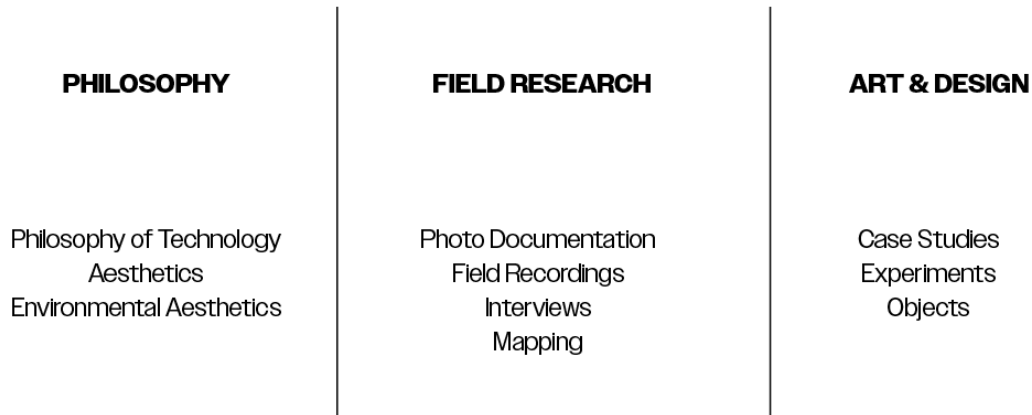 PHILOSOPHY
Philosophy of Technology
Aesthetics
Environmental Aesthetics
FIELD RESEARCH
Photo Documentation
Field Recordings
Interviews
Mapping
ART & DESIGN
Case Studies
Experiments
Objects